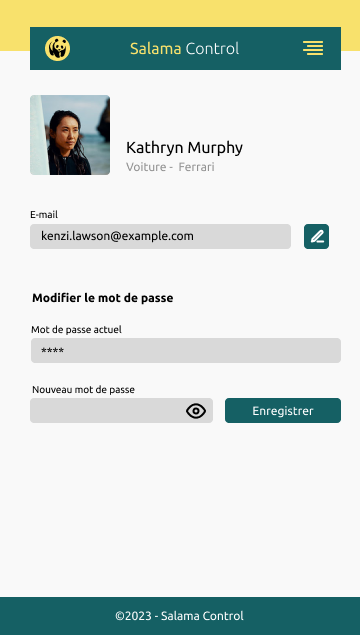 Salama Control
Kathryn Murphy
Voiture - Ferrari
E-mail
kenzi.lawson@example.com
Modifier le mot de passe
Mot de passe actuel
****
Nouveau mot de passe
Enregistrer
©2023 - Salama Control